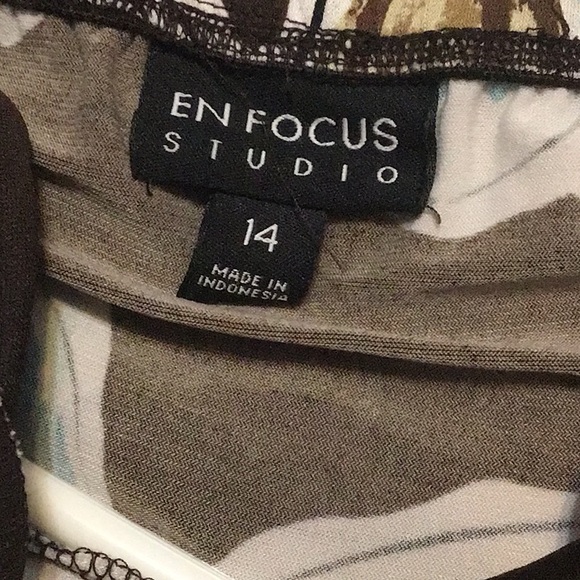 EN FOCUS
STUDIO
14
MADE IN
INDONESIA